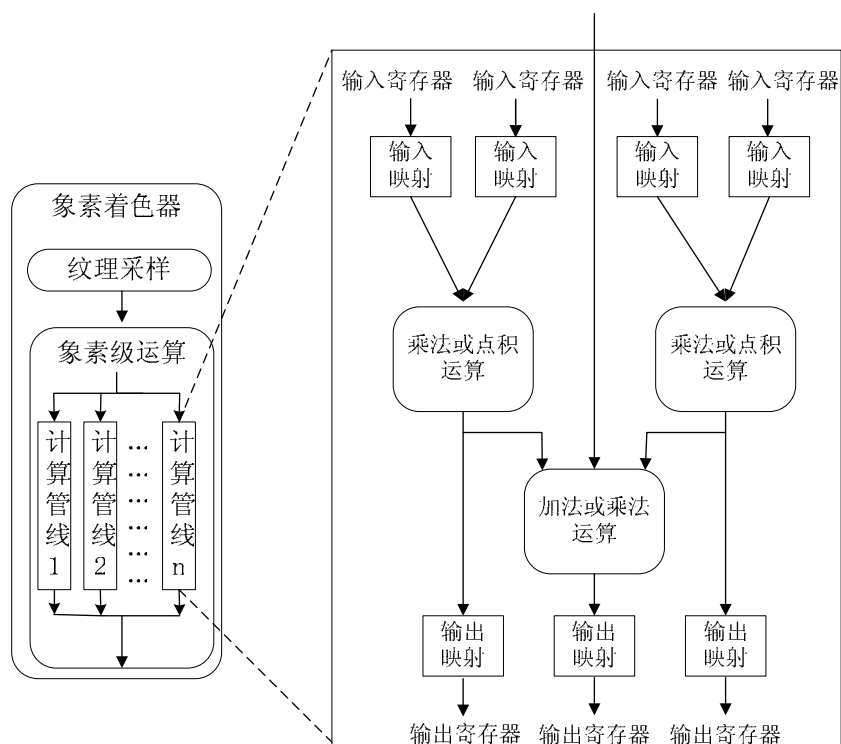 象素着色器
纹理采样
象素级运算
计算管线1
计算管线2
……
……
……
……
计算管线n
输入寄存器 输入寄存器 输入寄存器 输入寄存器
输入
映射
输入
映射
输入
映射
输入
映射
乘法或点积
运算
乘法或点积
运算
加法或乘法
运算
输出
映射
输出
映射
输出
映射
输出寄存器 输出寄存器 输出寄存器